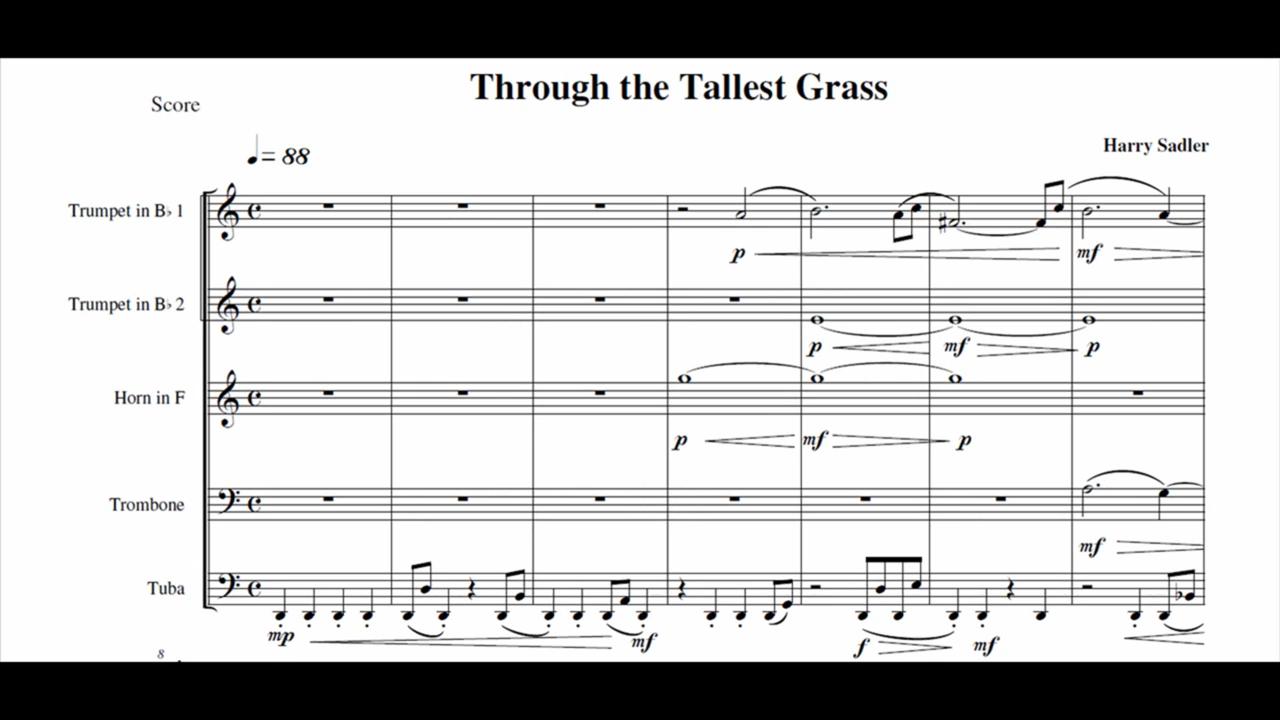 Through the Tallest Grass
Score
♩= 88
Harry Sadler
Trumpet in B♭ 1
p
mf
Trumpet in B♭ 2
p mf p
Horn in F
p mf p
Trombone
mf
Tuba
mp mf f mf
8